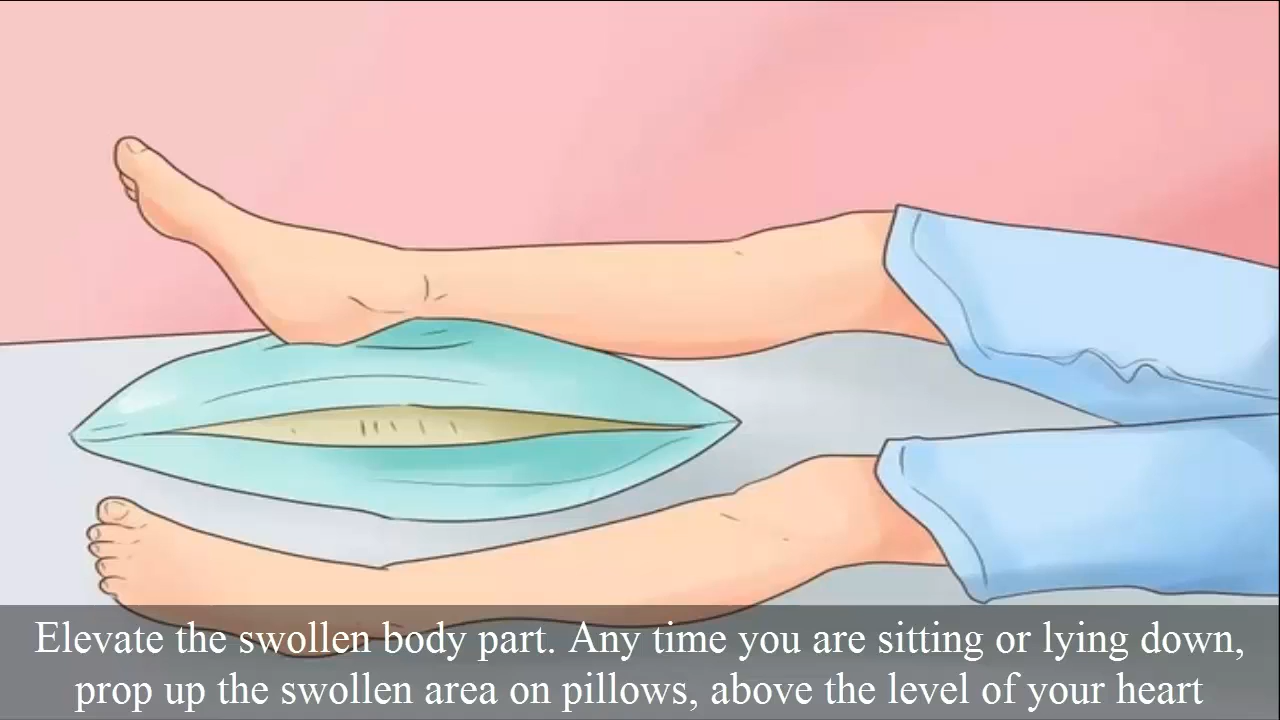 Elevate the swollen body part. Any time you are sitting or lying down,
prop up the swollen area on pillows, above the level of your heart